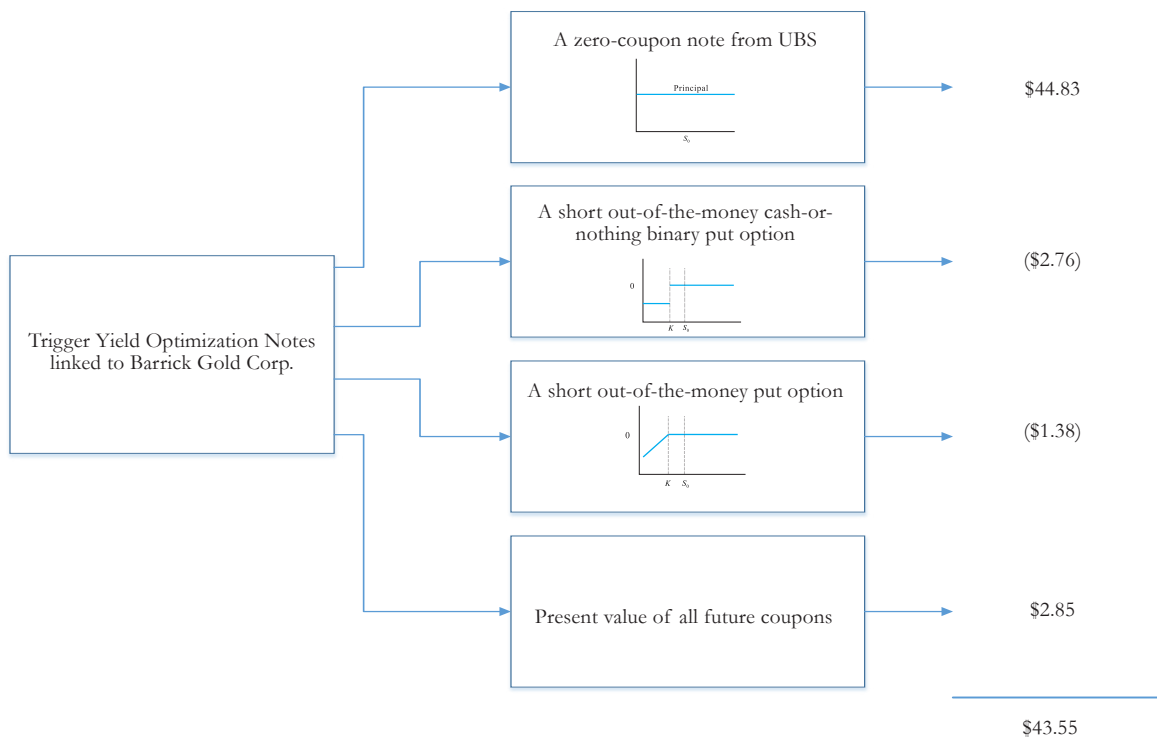 A zero-coupon note from UBS
Principal
S0
$44.83
A short out-of-the-money cash-or-
nothing binary put option
0
K S0
($2.76)
Trigger Yield Optimization Notes
linked to Barrick Gold Corp.
A short out-of-the-money put option
0
K S0
($1.38)
Present value of all future coupons
$2.85
$43.55